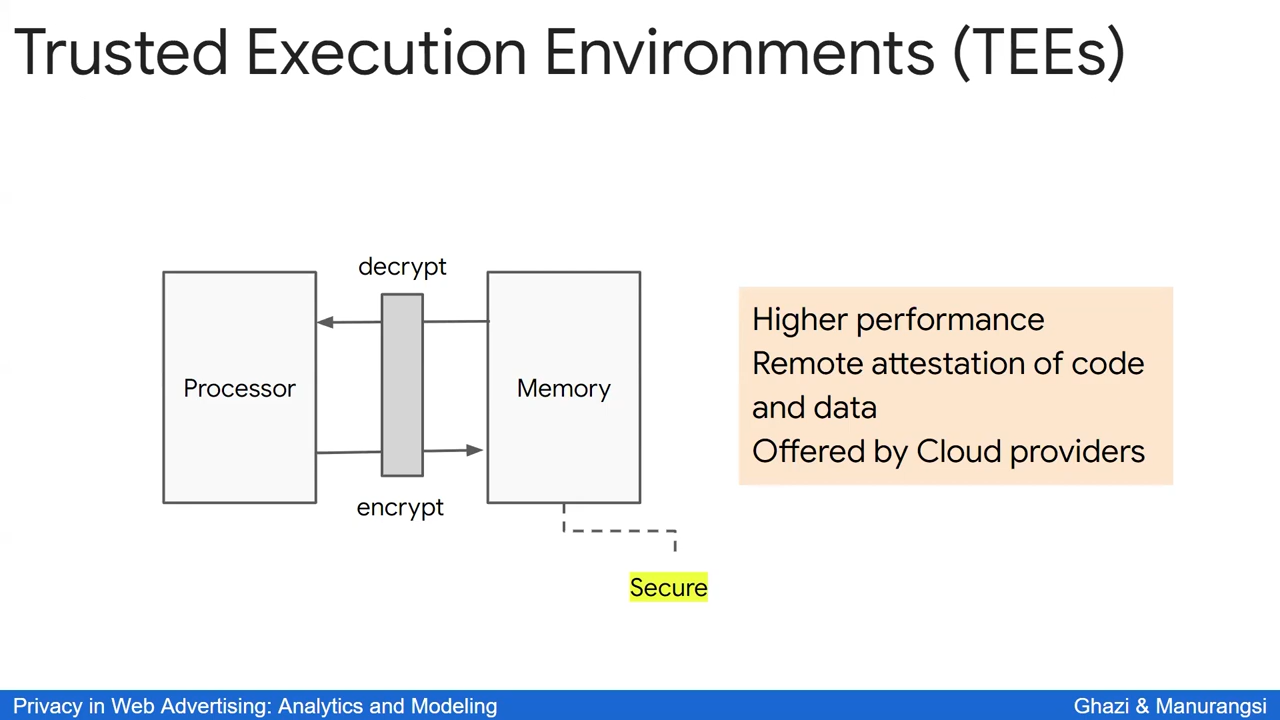 Trusted Execution Environments (TEEs)
decrypt
Processor
Memory
encrypt
Secure
Higher performance
Remote attestation of code
and data
Offered by Cloud providers
Privacy in Web Advertising: Analytics and Modeling
Ghazi & Manurangsi